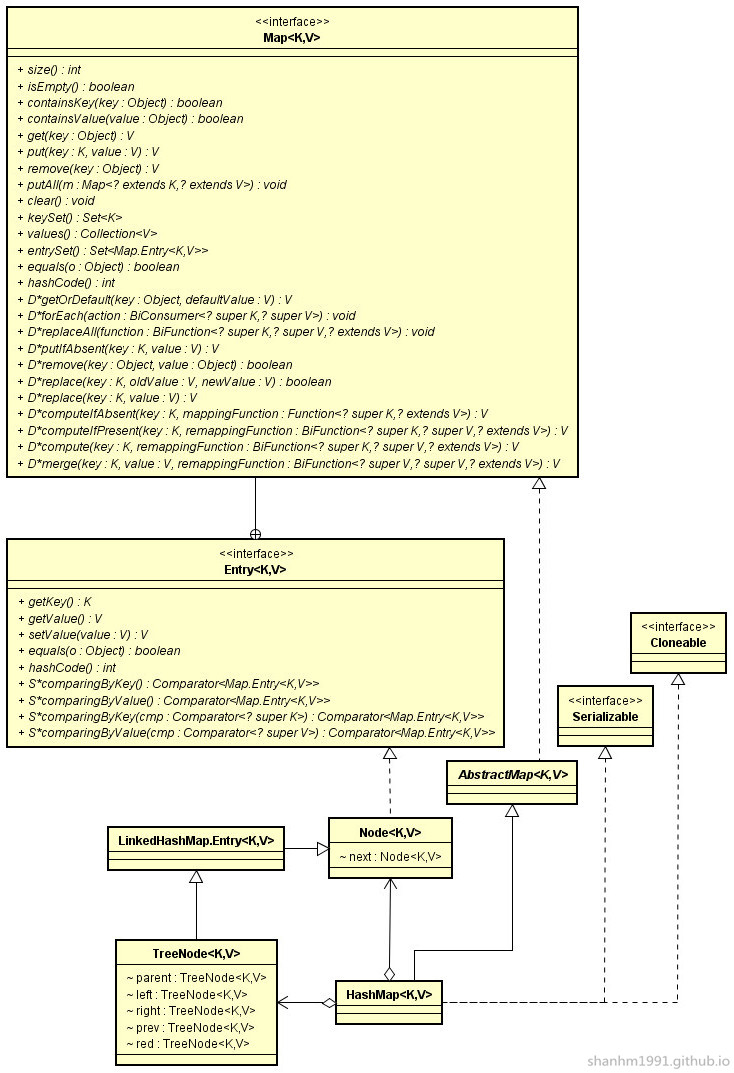 <<interface>>
Map<K,V>
+ size() : int
+ isEmpty() : boolean
+ containsKey(key : Object) : boolean
+ containsValue(value : Object) : boolean
+ get(key : Object) : V
+ put(key : K, value : V) : V
+ remove(key : Object) : V
+ putAll(m : Map<? extends K,? extends V>) : void
+ clear() : void
+ keySet() : Set<K>
+ values() : Collection<V>
+ entrySet() : Set<Map.Entry<K,V>>
+ equals(o : Object) : boolean
+ hashCode() : int
+ D*getOrDefault(key : Object, defaultValue : V) : V
+ D*forEach(action : BiConsumer<? super K,? super V>) : void
+ D*replaceAll(function : BiFunction<? super K,? super V,? extends V>) : void
+ D*putIfAbsent(key : K, value : V) : V
+ D*remove(key : Object, value : Object) : boolean
+ D*replace(key : K, oldValue : V, newValue : V) : boolean
+ D*replace(key : K, value : V) : V
+ D*computeIfAbsent(key : K, mappingFunction : Function<? super K,? extends V>) : V
+ D*computeIfPresent(key : K, remappingFunction : BiFunction<? super K,? super V,? extends V>) : V
+ D*compute(key : K, remappingFunction : BiFunction<? super K,? super V,? extends V>) : V
+ D*merge(key : K, value : V, remappingFunction : BiFunction<? super V,? super V,? extends V>) : V
<<interface>>
Entry<K,V>
+ getKey() : K
+ getValue() : V
+ setValue(value : V) : V
+ equals(o : Object) : boolean
+ hashCode() : int
+ S*comparingByKey() : Comparator<Map.Entry<K,V>>
+ S*comparingByValue() : Comparator<Map.Entry<K,V>>
+ S*comparingByKey(cmp : Comparator<? super K>) : Comparator<Map.Entry<K,V>>
+ S*comparingByValue(cmp : Comparator<? super V>) : Comparator<Map.Entry<K,V>>
<<interface>>
Cloneable
<<interface>>
Serializable
AbstractMap<K,V>
LinkedHashMap.Entry<K,V>
Node<K,V>
~ next : Node<K,V>
TreeNode<K,V>
~ parent : TreeNode<K,V>
~ left : TreeNode<K,V>
~ right : TreeNode<K,V>
~ prev : TreeNode<K,V>
~ red : TreeNode<K,V>
HashMap<K,V>
shanhm1991.github.io